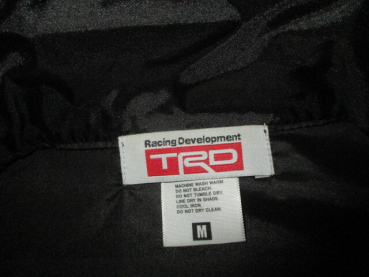 Racing Development
TRD
MACHINE WASH WARM.
DO NOT BLEACH.
DO NOT TUMBLE DRY.
LINE DRY IN SHADE.
COOL IRON.
DO NOT DRY CLEAN.
M